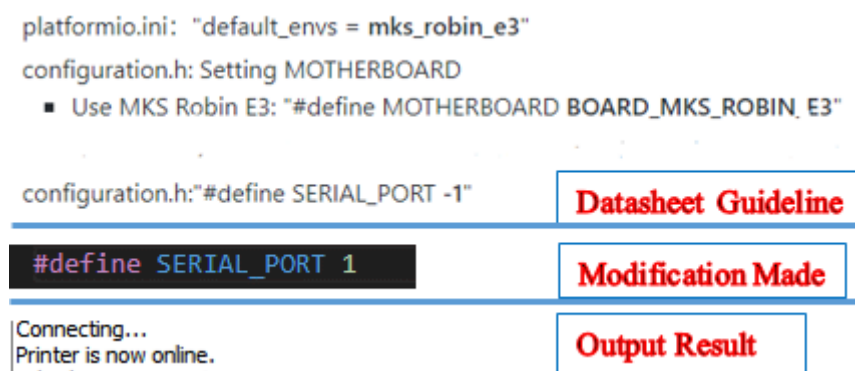 platformio.ini: "default_envs = mks_robin_e3"
configuration.h: Setting MOTHERBOARD
▪ Use MKS Robin E3: "#define MOTHERBOARD BOARD_MKS_ROBIN_E3"
configuration.h:"#define SERIAL_PORT -1"
Datasheet Guideline
#define SERIAL_PORT 1
Modification Made
Connecting...
Printer is now online.
Output Result